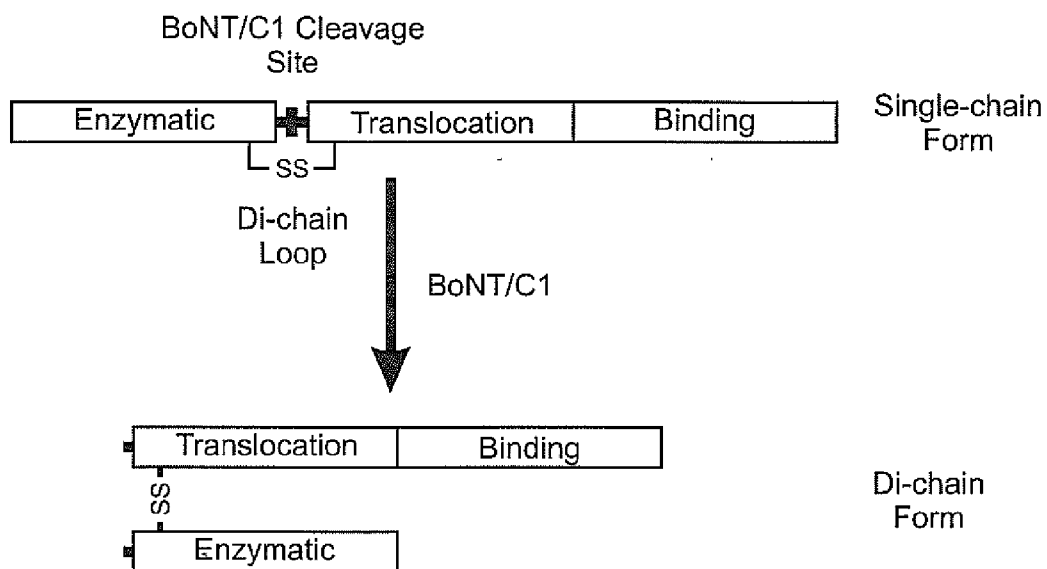 BoNT/C1 Cleavage
Site
Enzymatic
Translocation
Binding
Single-chain
Form
SS
Di-chain
Loop
BoNT/C1
Translocation
Binding
SS
Di-chain
Form
Enzymatic